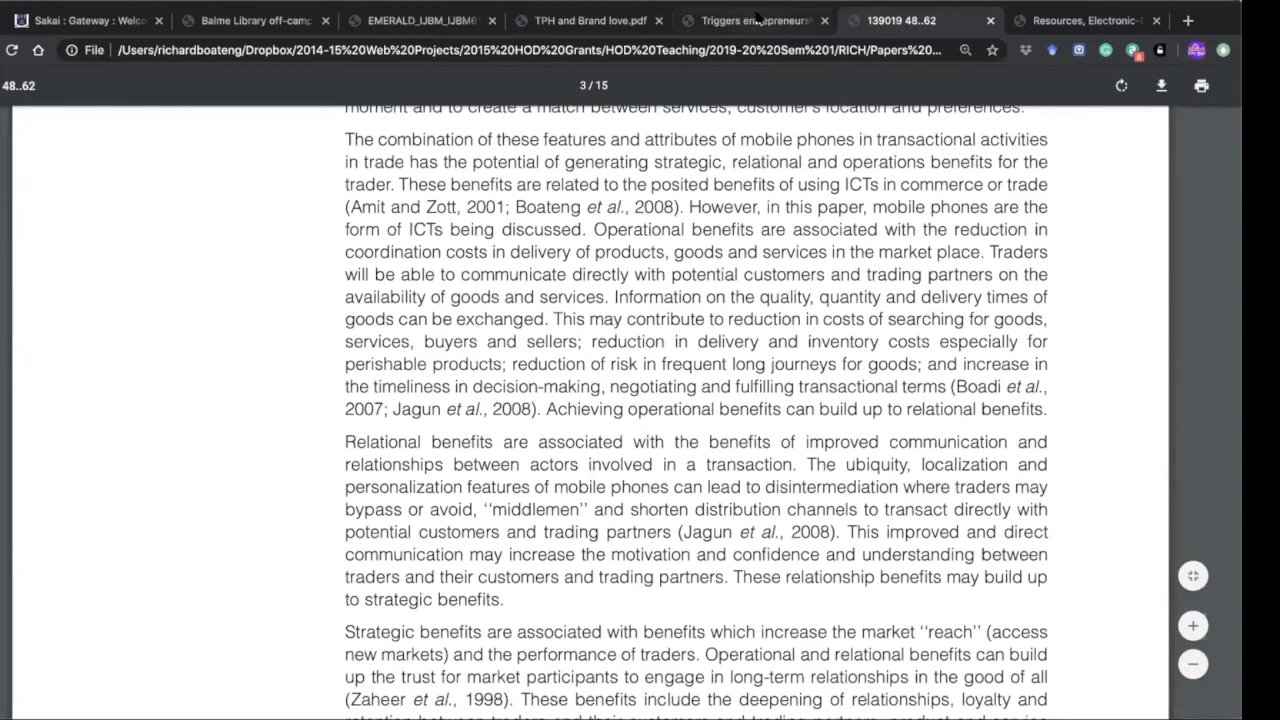 Sakai : Gateway : Welco
Balme Library off-camp
EMERALD_IJBM_IJBM6
TPH and Brand love.pdf
Triggers entrepreneurs
139019 48..62
Resources, Electronic-
File
/Users/richardboateng/Dropbox/2014-15%20Web%20Projects/2015%20HOD%20Grants/HOD%20Teaching/2019-20%20Sem%201/RICH/Papers%20...
8
48..62
3 / 15
moment and to create a match between services, customer's location and preferences.
The combination of these features and attributes of mobile phones in transactional activities
in trade has the potential of generating strategic, relational and operations benefits for the
trader. These benefits are related to the posited benefits of using ICTs in commerce or trade
(Amit and Zott, 2001; Boateng et al., 2008). However, in this paper, mobile phones are the
form of ICTs being discussed. Operational benefits are associated with the reduction in
coordination costs in delivery of products, goods and services in the market place. Traders
will be able to communicate directly with potential customers and trading partners on the
availability of goods and services. Information on the quality, quantity and delivery times of
goods can be exchanged. This may contribute to reduction in costs of searching for goods,
services, buyers and sellers; reduction in delivery and inventory costs especially for
perishable products; reduction of risk in frequent long journeys for goods; and increase in
the timeliness in decision-making, negotiating and fulfilling transactional terms (Boadi et al.,
2007; Jagun et al., 2008). Achieving operational benefits can build up to relational benefits.
Relational benefits are associated with the benefits of improved communication and
relationships between actors involved in a transaction. The ubiquity, localization and
personalization features of mobile phones can lead to disintermediation where traders may
bypass or avoid, ‘‘middlemen’’ and shorten distribution channels to transact directly with
potential customers and trading partners (Jagun et al., 2008). This improved and direct
communication may increase the motivation and confidence and understanding between
traders and their customers and trading partners. These relationship benefits may build up
to strategic benefits.
Strategic benefits are associated with benefits which increase the market ‘‘reach’’ (access
new markets) and the performance of traders. Operational and relational benefits can build
up the trust for market participants to engage in long-term relationships in the good of all
(Zaheer et al., 1998). These benefits include the deepening of relationships, loyalty and